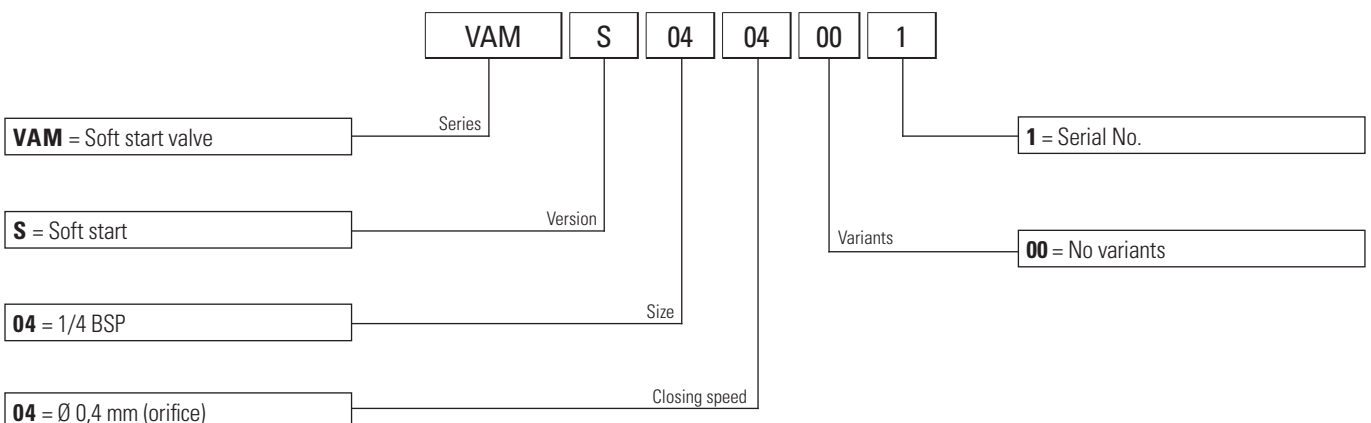 VAM S 04 04 00 1
Series
VAM = Soft start valve
1 = Serial No.
Version
S = Soft start
Variants
00 = No variants
Size
04 = 1/4 BSP
Closing speed
04 = Ø 0,4 mm (orifice)